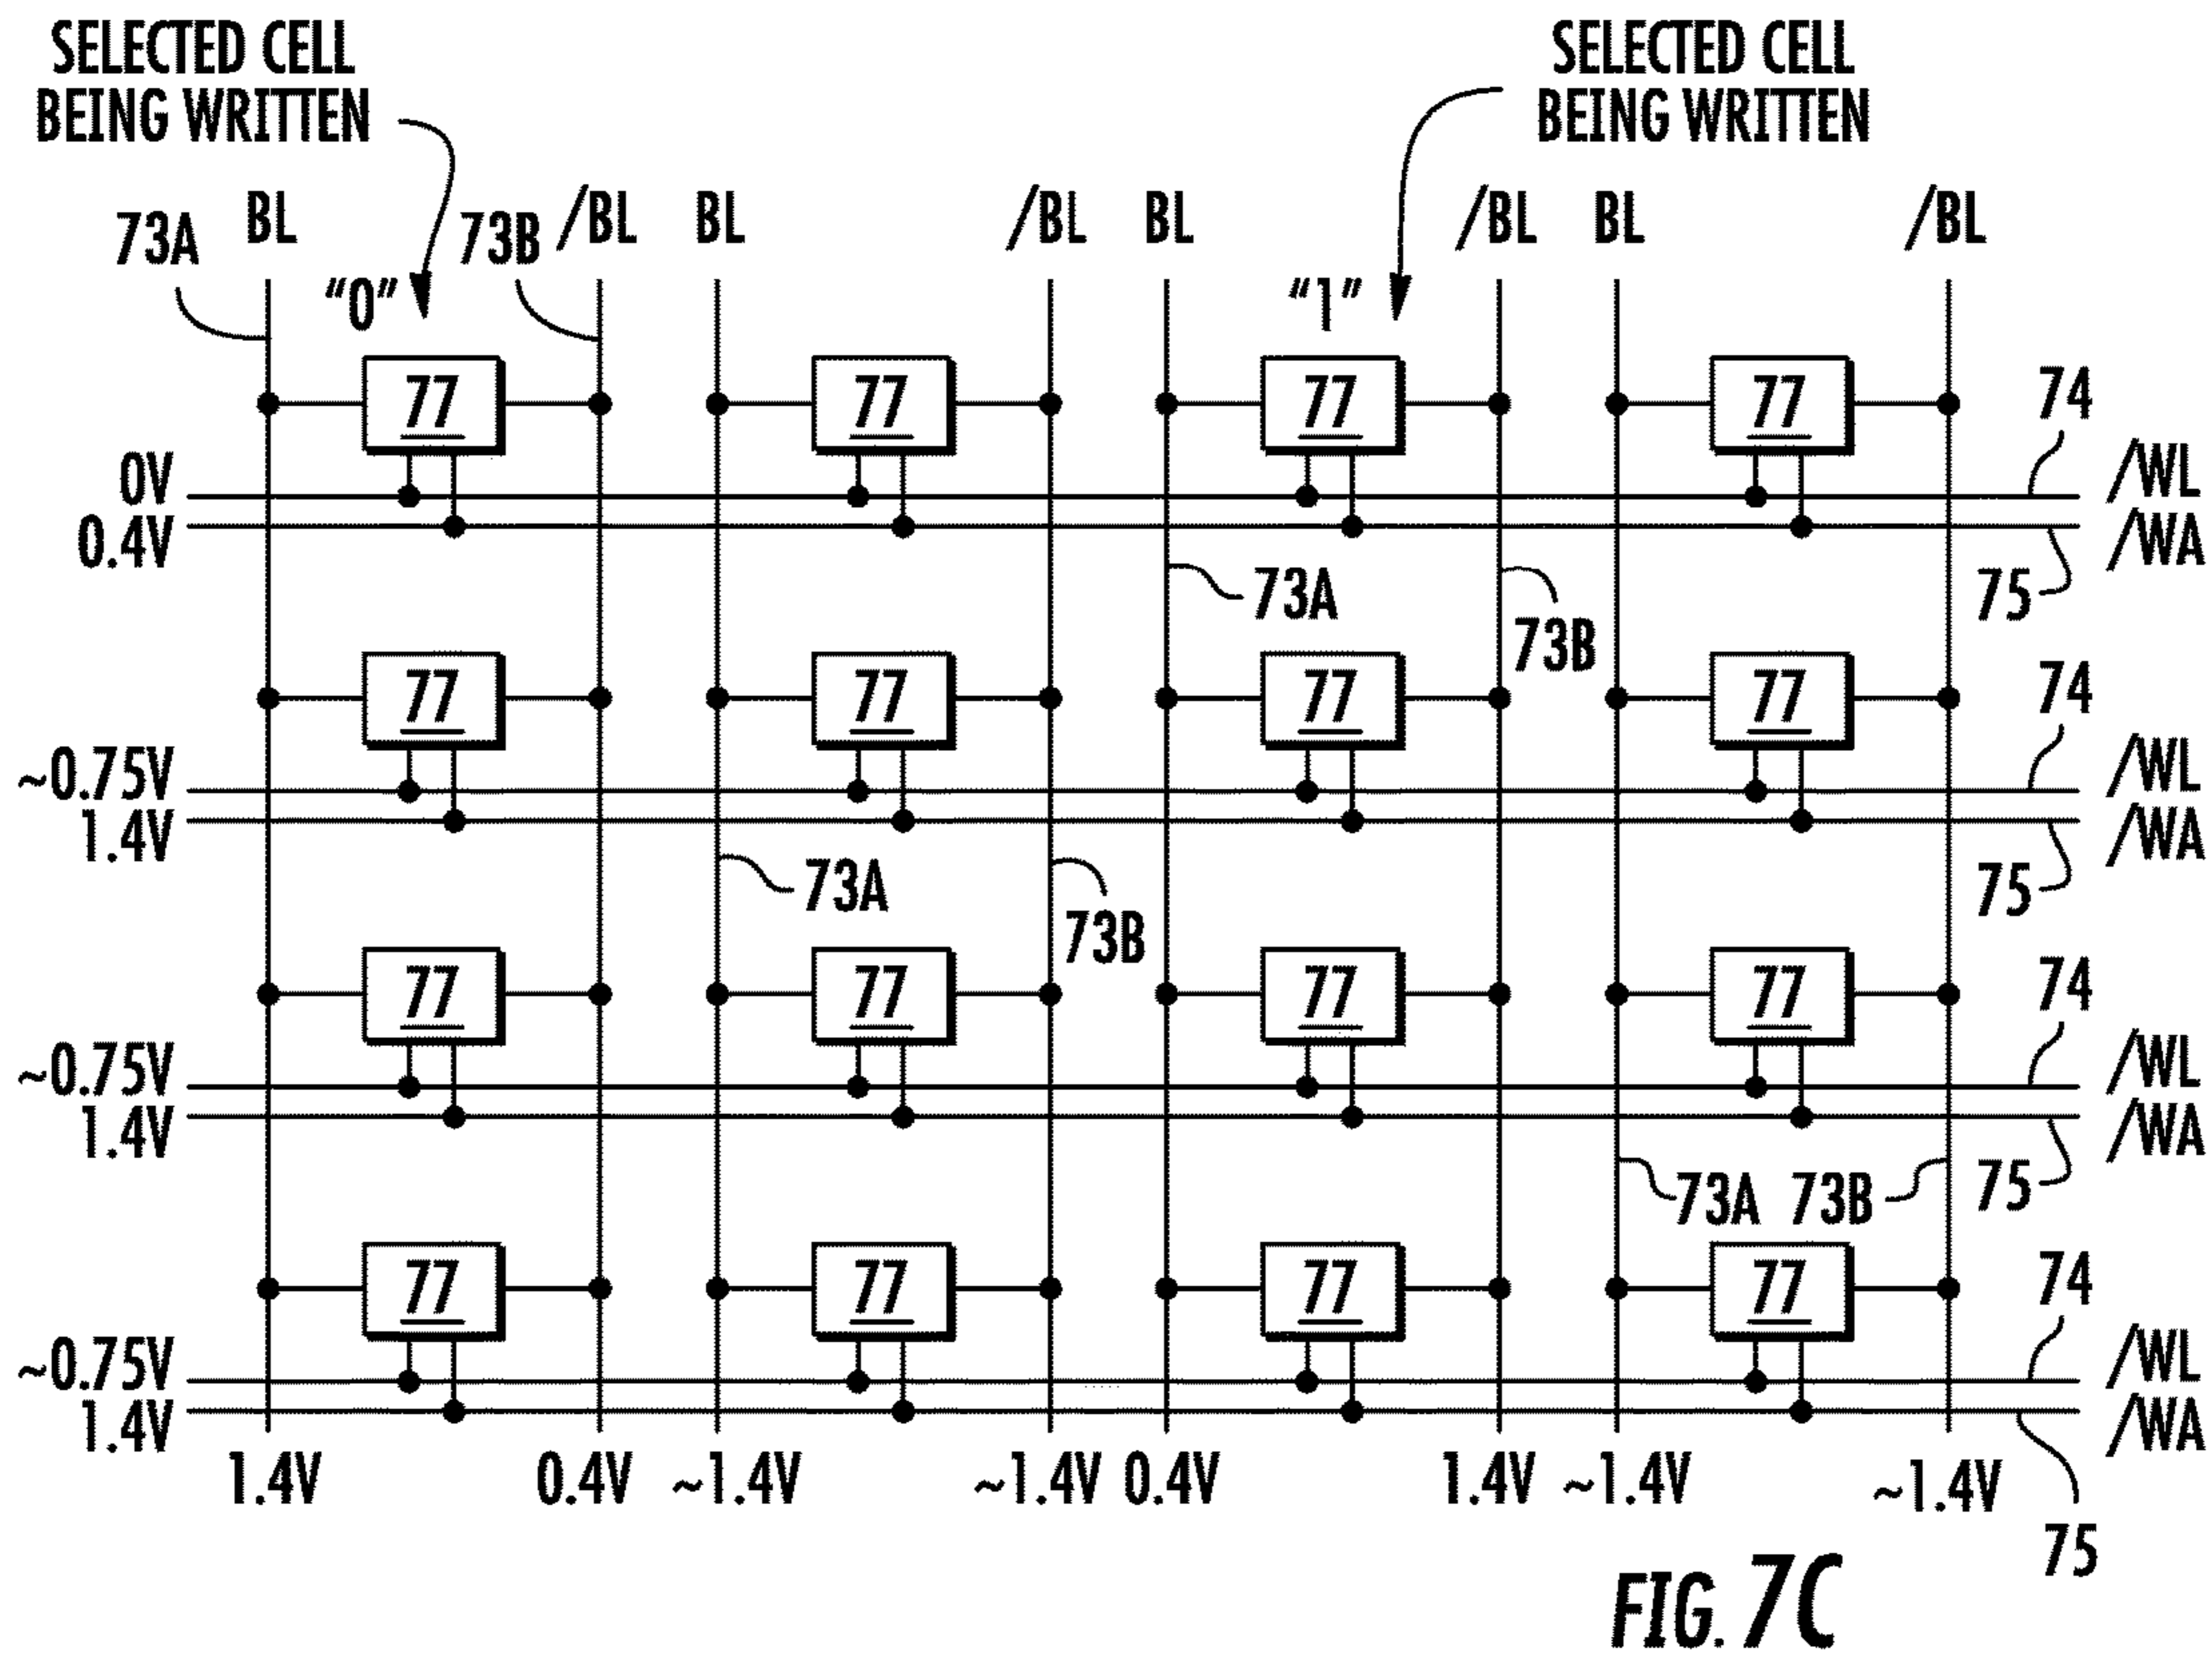 SELECTED CELL
BEING WRITTEN
SELECTED CELL
BEING WRITTEN
73A BL 73B /BL BL /BL BL /BL BL /BL
"0" "1"
77 77 77 77
74
0V /WL
0.4V /WA
73A 73B 75
77 77 77 77
74
~0.75V /WL
1.4V /WA
73A 73B 75
77 77 77 77
74
~0.75V /WL
1.4V /WA
73A 73B 75
77 77 77 77
74
~0.75V /WL
1.4V /WA
1.4V 0.4V ~1.4V ~1.4V 0.4V 1.4V ~1.4V ~1.4V
75
FIG. 7C